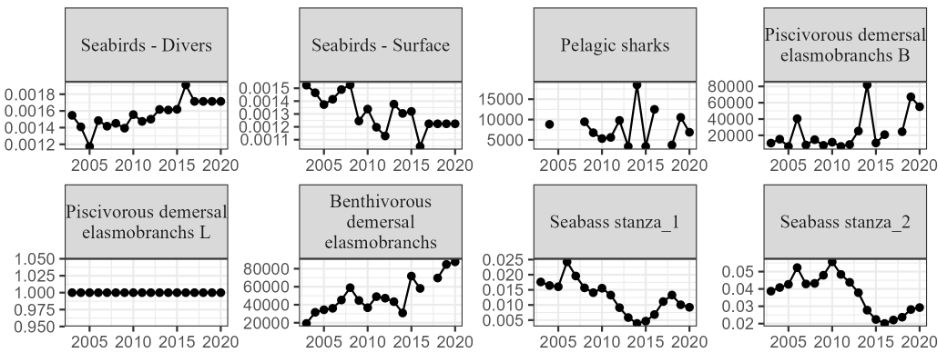 Seabirds - Divers
0.0018
0.0016
0.0014
0.0012
2005 2010 2015 2020
Seabirds - Surface
0.0015
0.0014
0.0013
0.0012
0.0011
2005 2010 2015 2020
Pelagic sharks
15000
10000
5000
2005 2010 2015 2020
Piscivorous demersal
elasmobranchs B
80000
60000
40000
20000
2005 2010 2015 2020
Piscivorous demersal
elasmobranchs L
1.050
1.025
1.000
0.975
0.950
2005 2010 2015 2020
Benthivorous
demersal
elasmobranchs
80000
60000
40000
20000
2005 2010 2015 2020
Seabass stanza_1
0.025
0.020
0.015
0.010
0.005
2005 2010 2015 2020
Seabass stanza_2
0.05
0.04
0.03
0.02
2005 2010 2015 2020